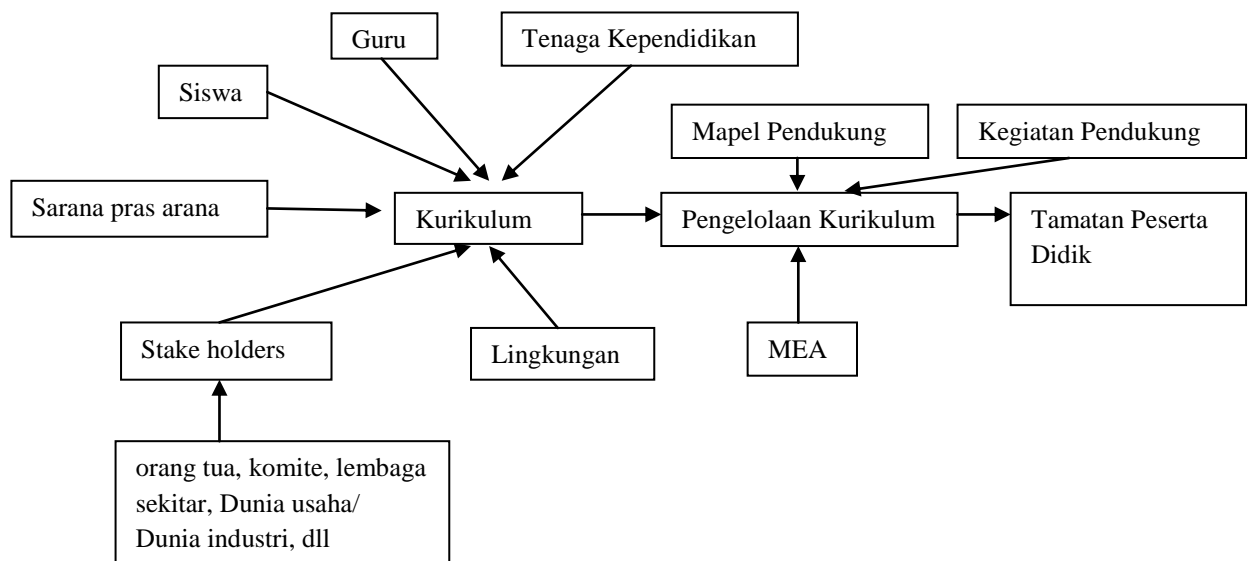 Guru
Tenaga Kependidikan
Siswa
Mapel Pendukung
Kegiatan Pendukung
Sarana pras arana
Kurikulum
Pengelolaan Kurikulum
Tamatan Peserta
Didik
Stake holders
Lingkungan
MEA
orang tua, komite, lembaga
sekitar, Dunia usaha/
Dunia industri, dll